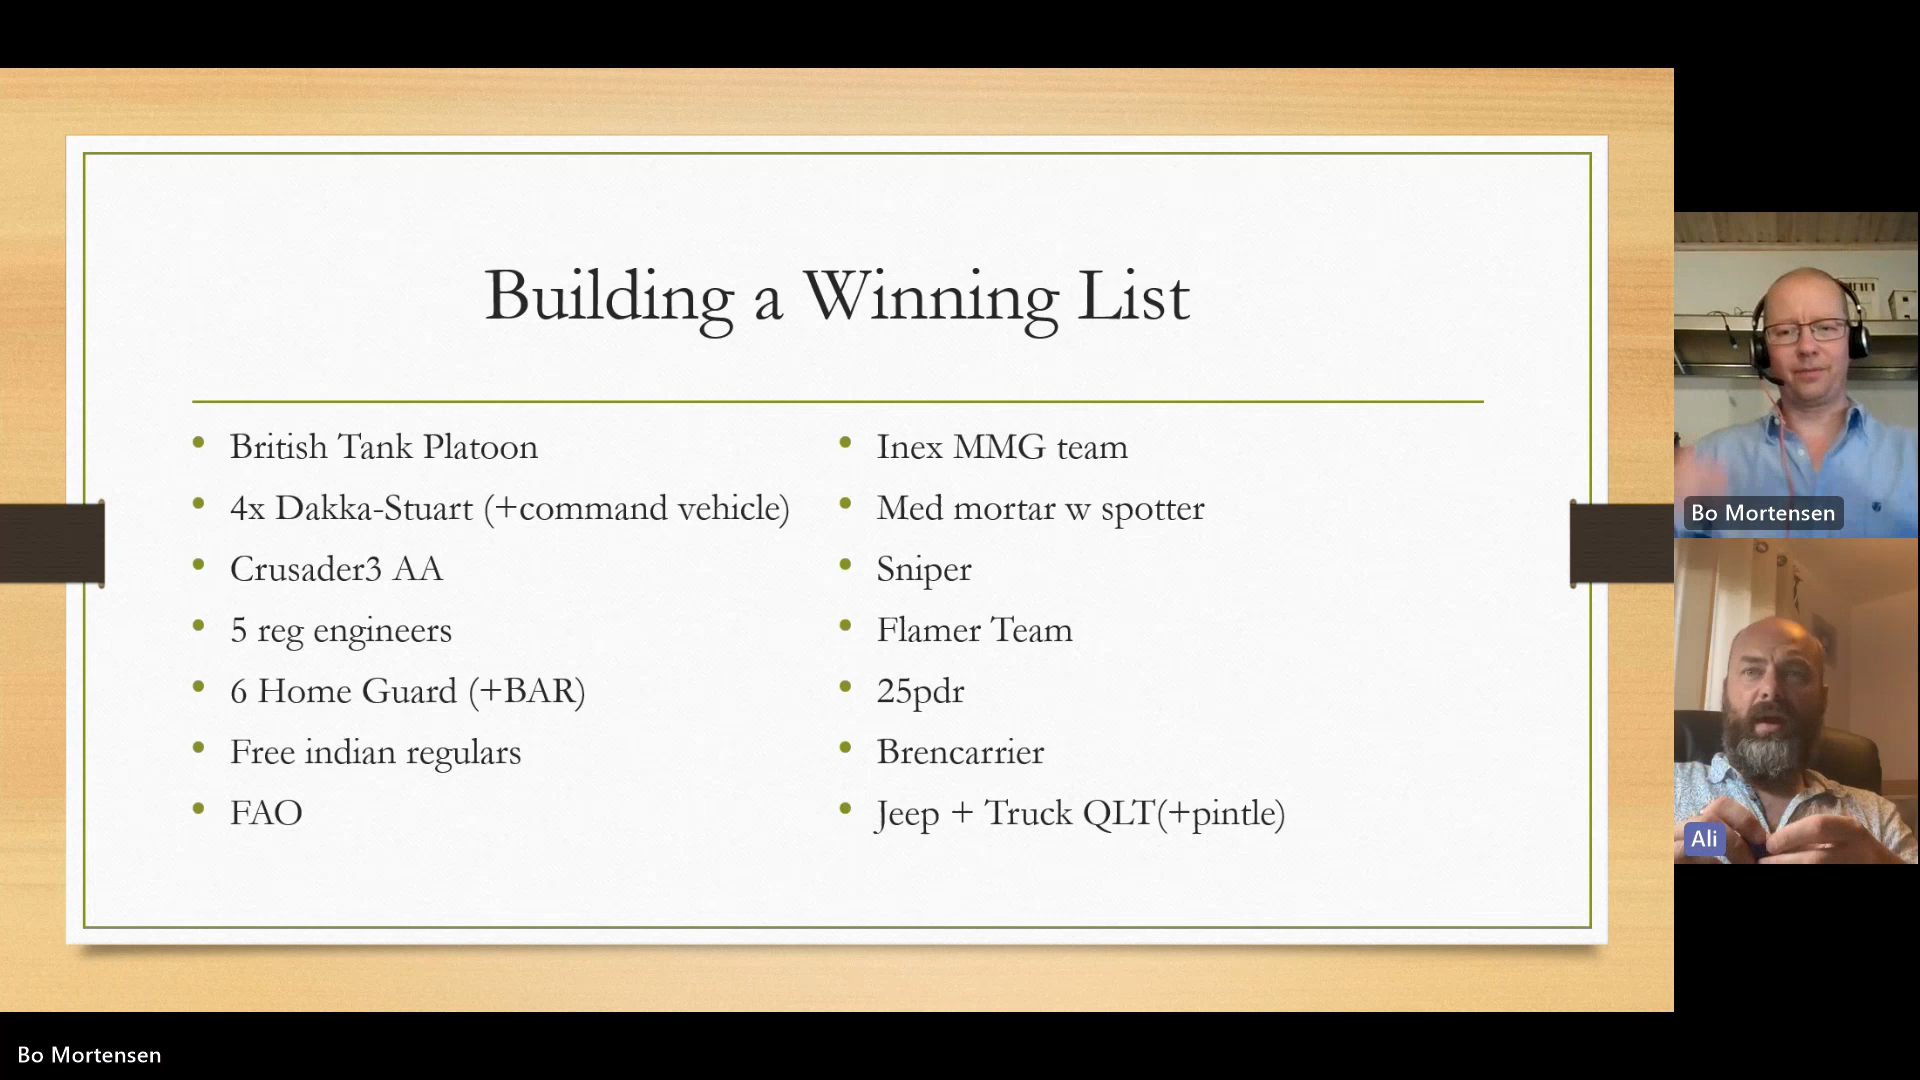 Building a Winning List
British Tank Platoon
4x Dakka-Stuart (+command vehicle)
Crusader3 AA
5 reg engineers
6 Home Guard (+BAR)
Free indian regulars
FAO
Inex MMG team
Med mortar w spotter
Sniper
Flamer Team
25pdr
Brencarrier
Jeep + Truck QLT(+pintle)
Bo Mortensen
Ali
Bo Mortensen